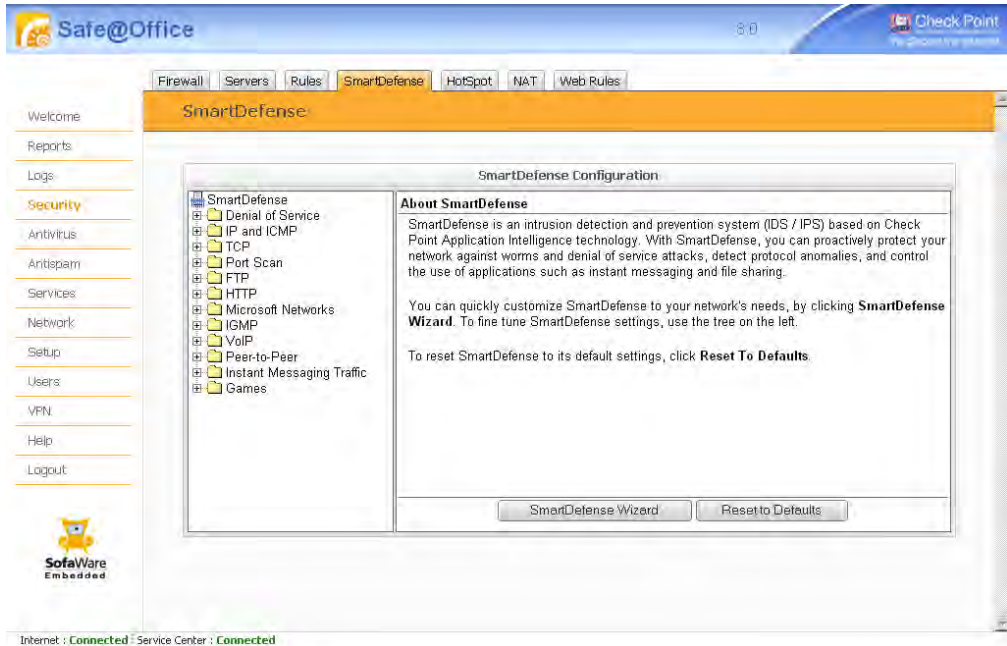 Safe@Office
8.0
Check Point
Firewall
Servers
Rules
SmartDefense
HotSpot
NAT
Web Rules
SmartDefense
Welcome
Reports
Logs
Security
Antivirus
Antispam
Services
Network
Setup
Users
VPN
Help
Logout
SofaWare
Embedded
SmartDefense Configuration
SmartDefense
Denial of Service
IP and ICMP
TCP
Port Scan
FTP
HTTP
Microsoft Networks
IGMP
VoIP
Peer-to-Peer
Instant Messaging Traffic
Games
About SmartDefense
SmartDefense is an intrusion detection and prevention system (IDS / IPS) based on Check
Point Application Intelligence technology. With SmartDefense, you can proactively protect your
network against worms and denial of service attacks, detect protocol anomalies, and control
the use of applications such as instant messaging and file sharing.
You can quickly customize SmartDefense to your network's needs, by clicking SmartDefense
Wizard. To fine tune SmartDefense settings, use the tree on the left.
To reset SmartDefense to its default settings, click Reset To Defaults.
SmartDefense Wizard
Reset to Defaults
Internet : Connected Service Center : Connected